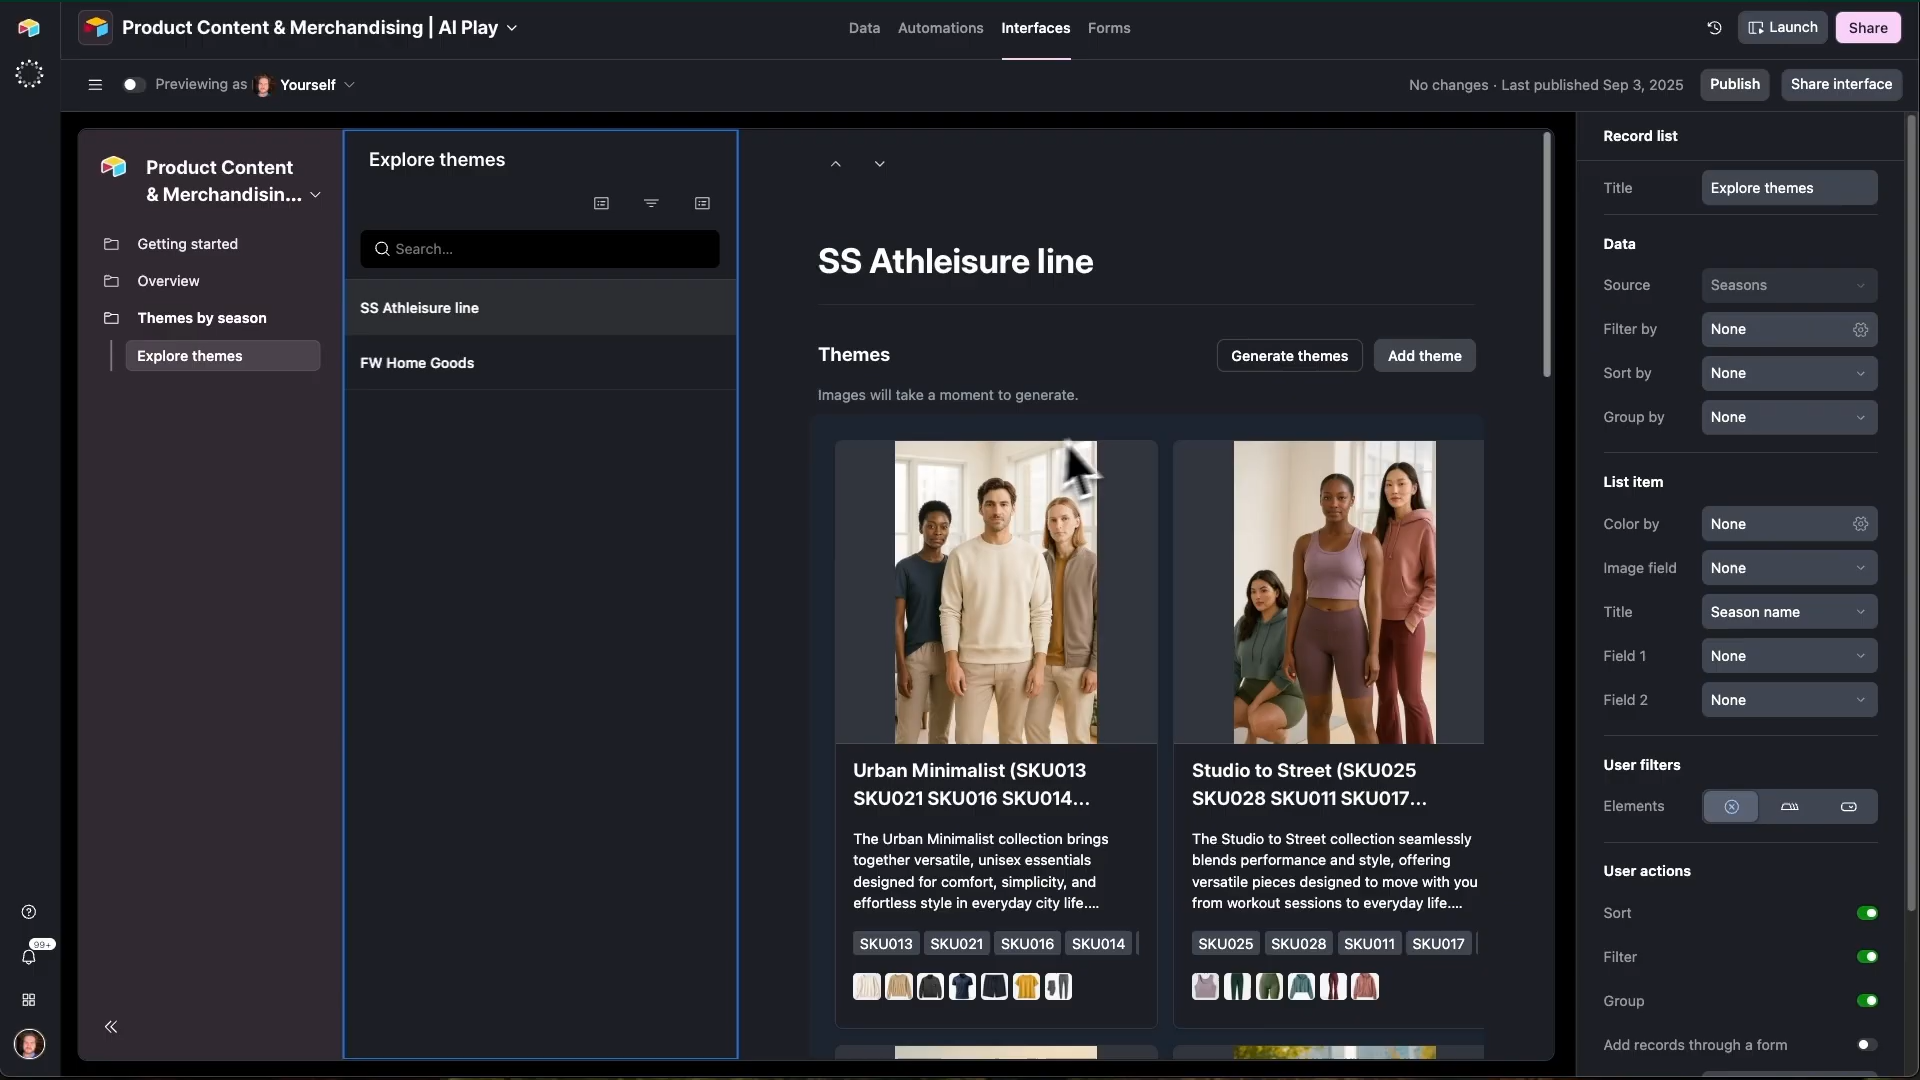 Product Content & Merchandising | AI Play
Data
Automations
Interfaces
Forms
Launch
Share
Previewing as
Yourself
No changes · Last published Sep 3, 2025
Publish
Share interface
Product Content
& Merchandisin...
Getting started
Overview
Themes by season
Explore themes
99+
Explore themes
Search...
SS Athleisure line
FW Home Goods
SS Athleisure line
Themes
Generate themes
Add theme
Images will take a moment to generate.
Urban Minimalist (SKU013
SKU021 SKU016 SKU014...
The Urban Minimalist collection brings
together versatile, unisex essentials
designed for comfort, simplicity, and
effortless style in everyday city life....
SKU013
SKU021
SKU016
SKU014
Studio to Street (SKU025
SKU028 SKU011 SKU017...
The Studio to Street collection seamlessly
blends performance and style, offering
versatile pieces designed to move with you
from workout sessions to everyday life....
SKU025
SKU028
SKU011
SKU017
Record list
Title
Explore themes
Data
Source
Seasons
Filter by
None
Sort by
None
Group by
None
List item
Color by
None
Image field
None
Title
Season name
Field 1
None
Field 2
None
User filters
Elements
User actions
Sort
Filter
Group
Add records through a form